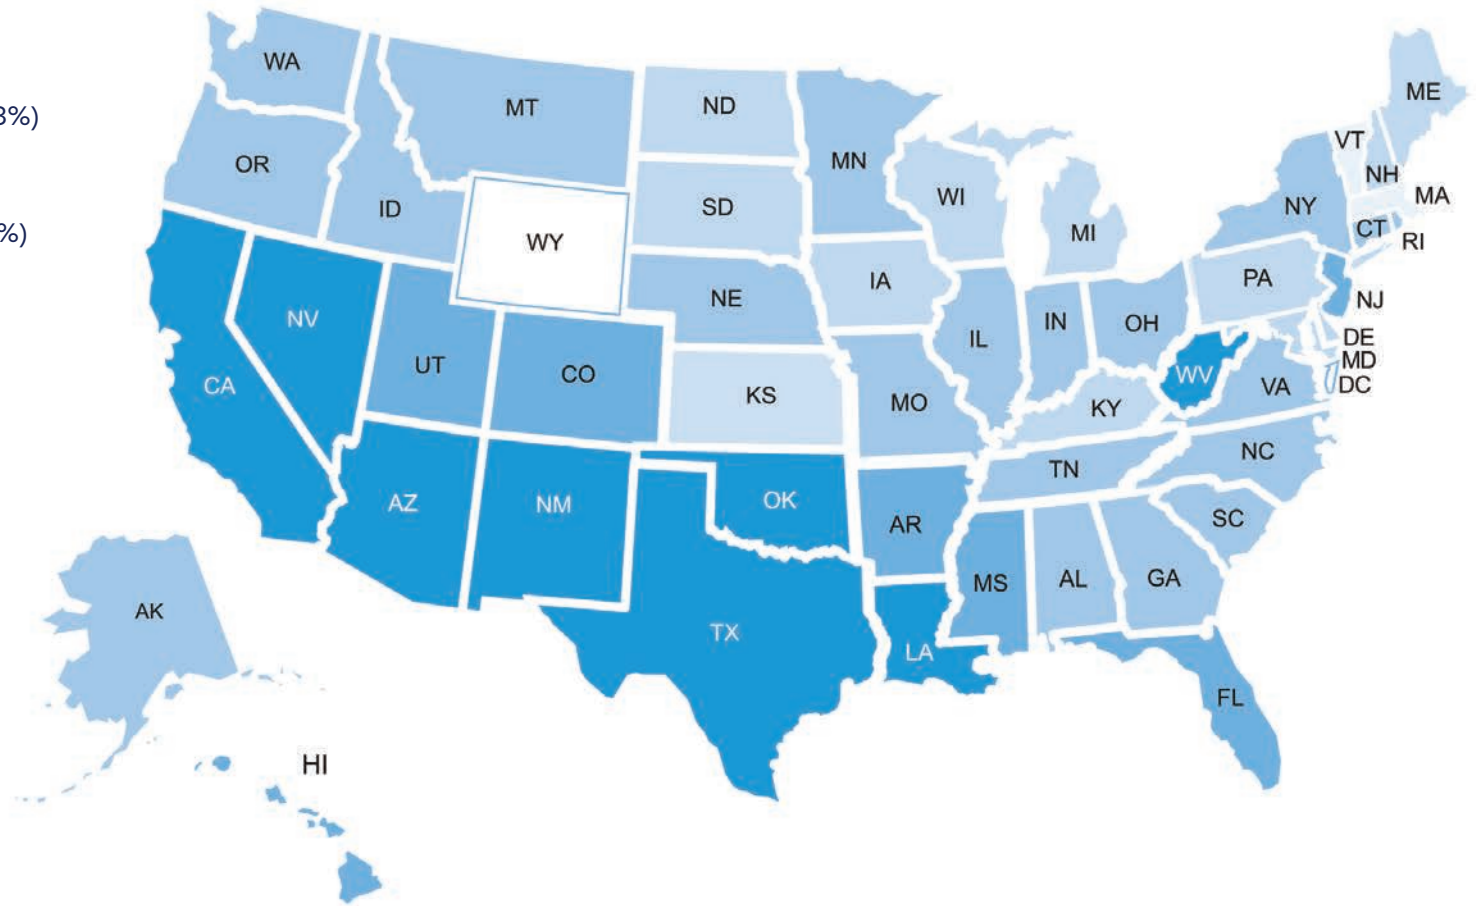 WA
MT
ND
ME
3%)
VT
OR
MN
NH
ID
SD
WI
NY
MA
%)
MI
CT
RI
WY
IA
PA
NE
NJ
NV
IN
OH
IL
DE
UT
CO
MD
CA
WV
VA
DC
KS
MO
KY
NC
TN
AZ
NM
OK
AR
SC
MS
AL
GA
AK
TX
LA
FL
HI